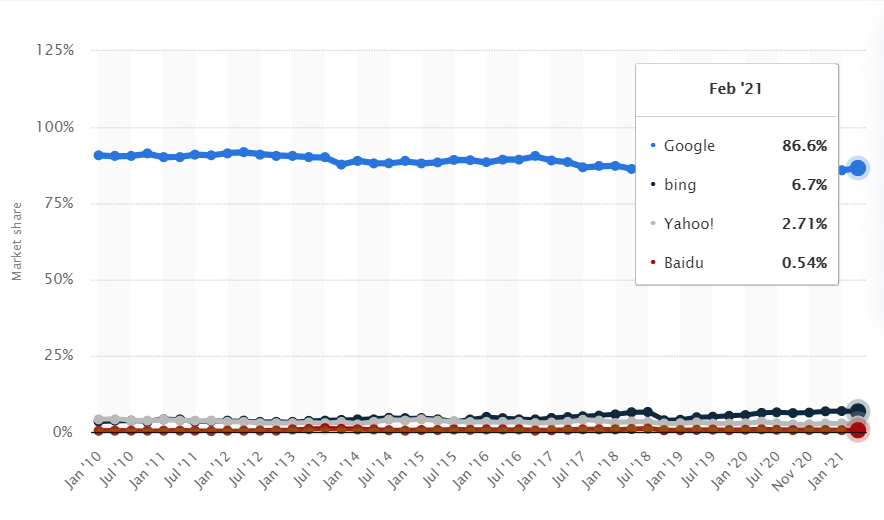 125%
100%
75%
50%
25%
0%
Market share
Feb '21
Google 86.6%
bing 6.7%
Yahoo! 2.71%
Baidu 0.54%
Jan '10
Jul '10
Jan '11
Jul '11
Jan '12
Jul '12
Jan '13
Jul '13
Jan '14
Jul '14
Jan '15
Jul '15
Jan '16
Jul '16
Jan '17
Jul '17
Jan '18
Jul '18
Jan '19
Jul '19
Jan '20
Jul '20
Nov '20
Jan '21